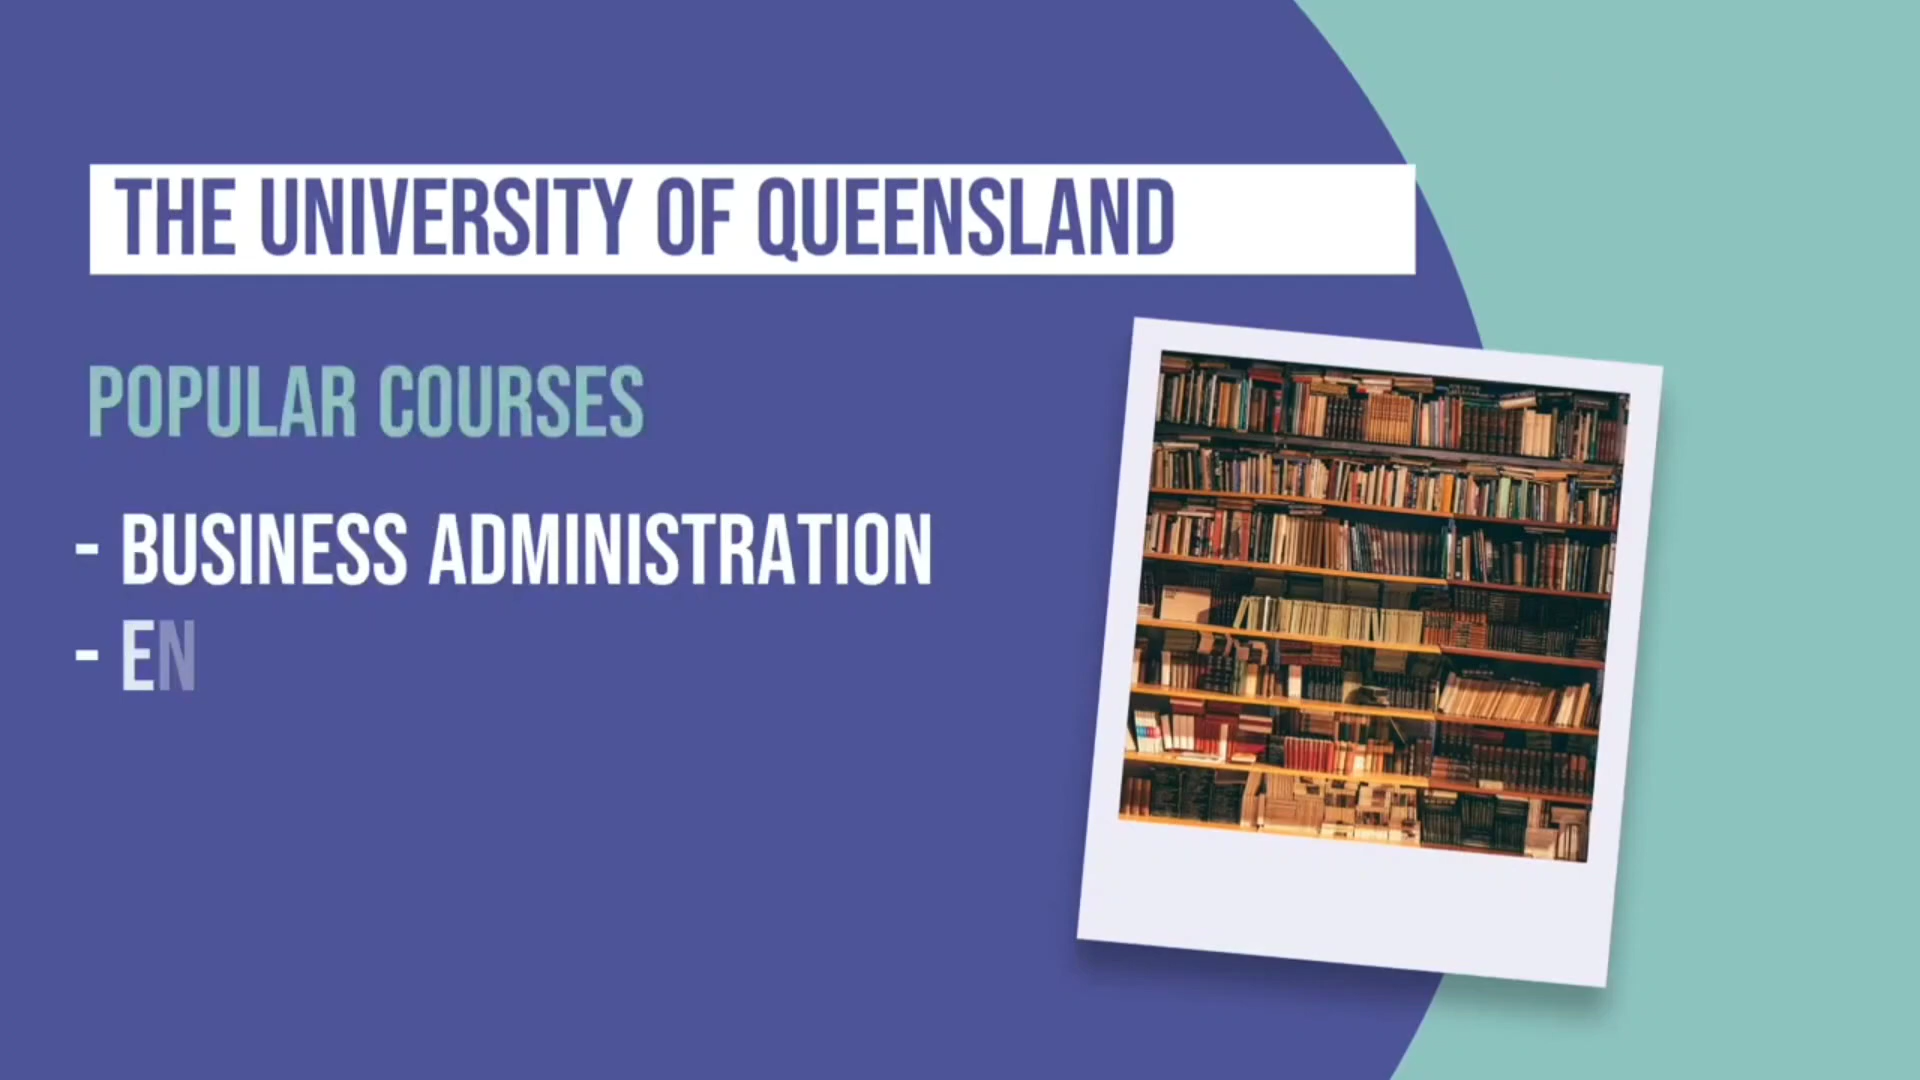 THE UNIVERSITY OF QUEENSLAND
POPULAR COURSES
- BUSINESS ADMINISTRATION
- EN